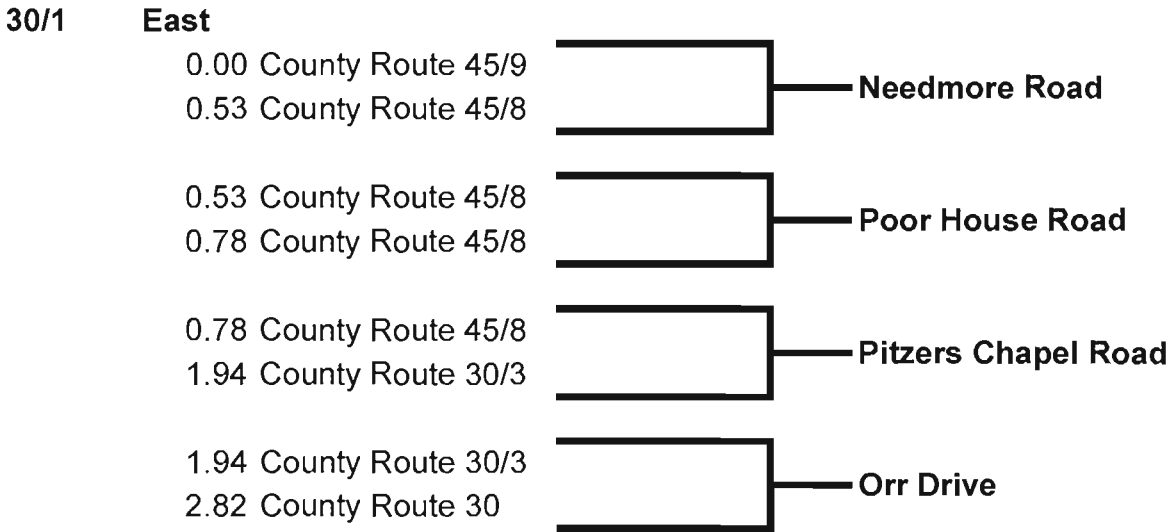 30/1 East
0.00 County Route 45/9
0.53 County Route 45/8
Needmore Road
0.53 County Route 45/8
0.78 County Route 45/8
Poor House Road
0.78 County Route 45/8
1.94 County Route 30/3
Pitzers Chapel Road
1.94 County Route 30/3
2.82 County Route 30
Orr Drive